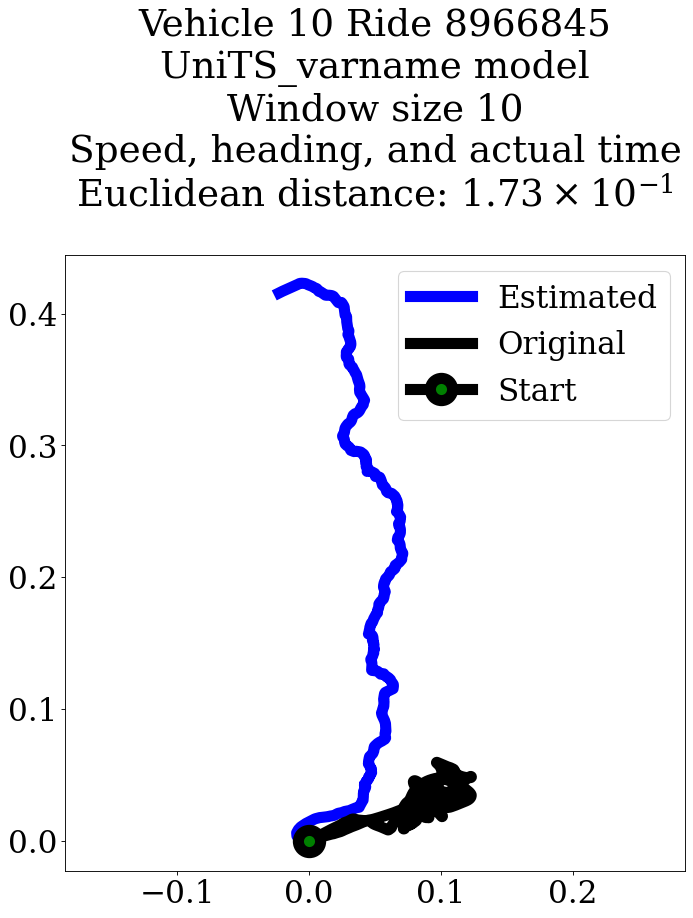 Vehicle 10 Ride 8966845
UniTS_varname model
Window size 10
Speed, heading, and actual time
Euclidean distance: 1.73 × 10⁻¹
Estimated
Original
Start
0.4
0.3
0.2
0.1
0.0
−0.1 0.0 0.1 0.2